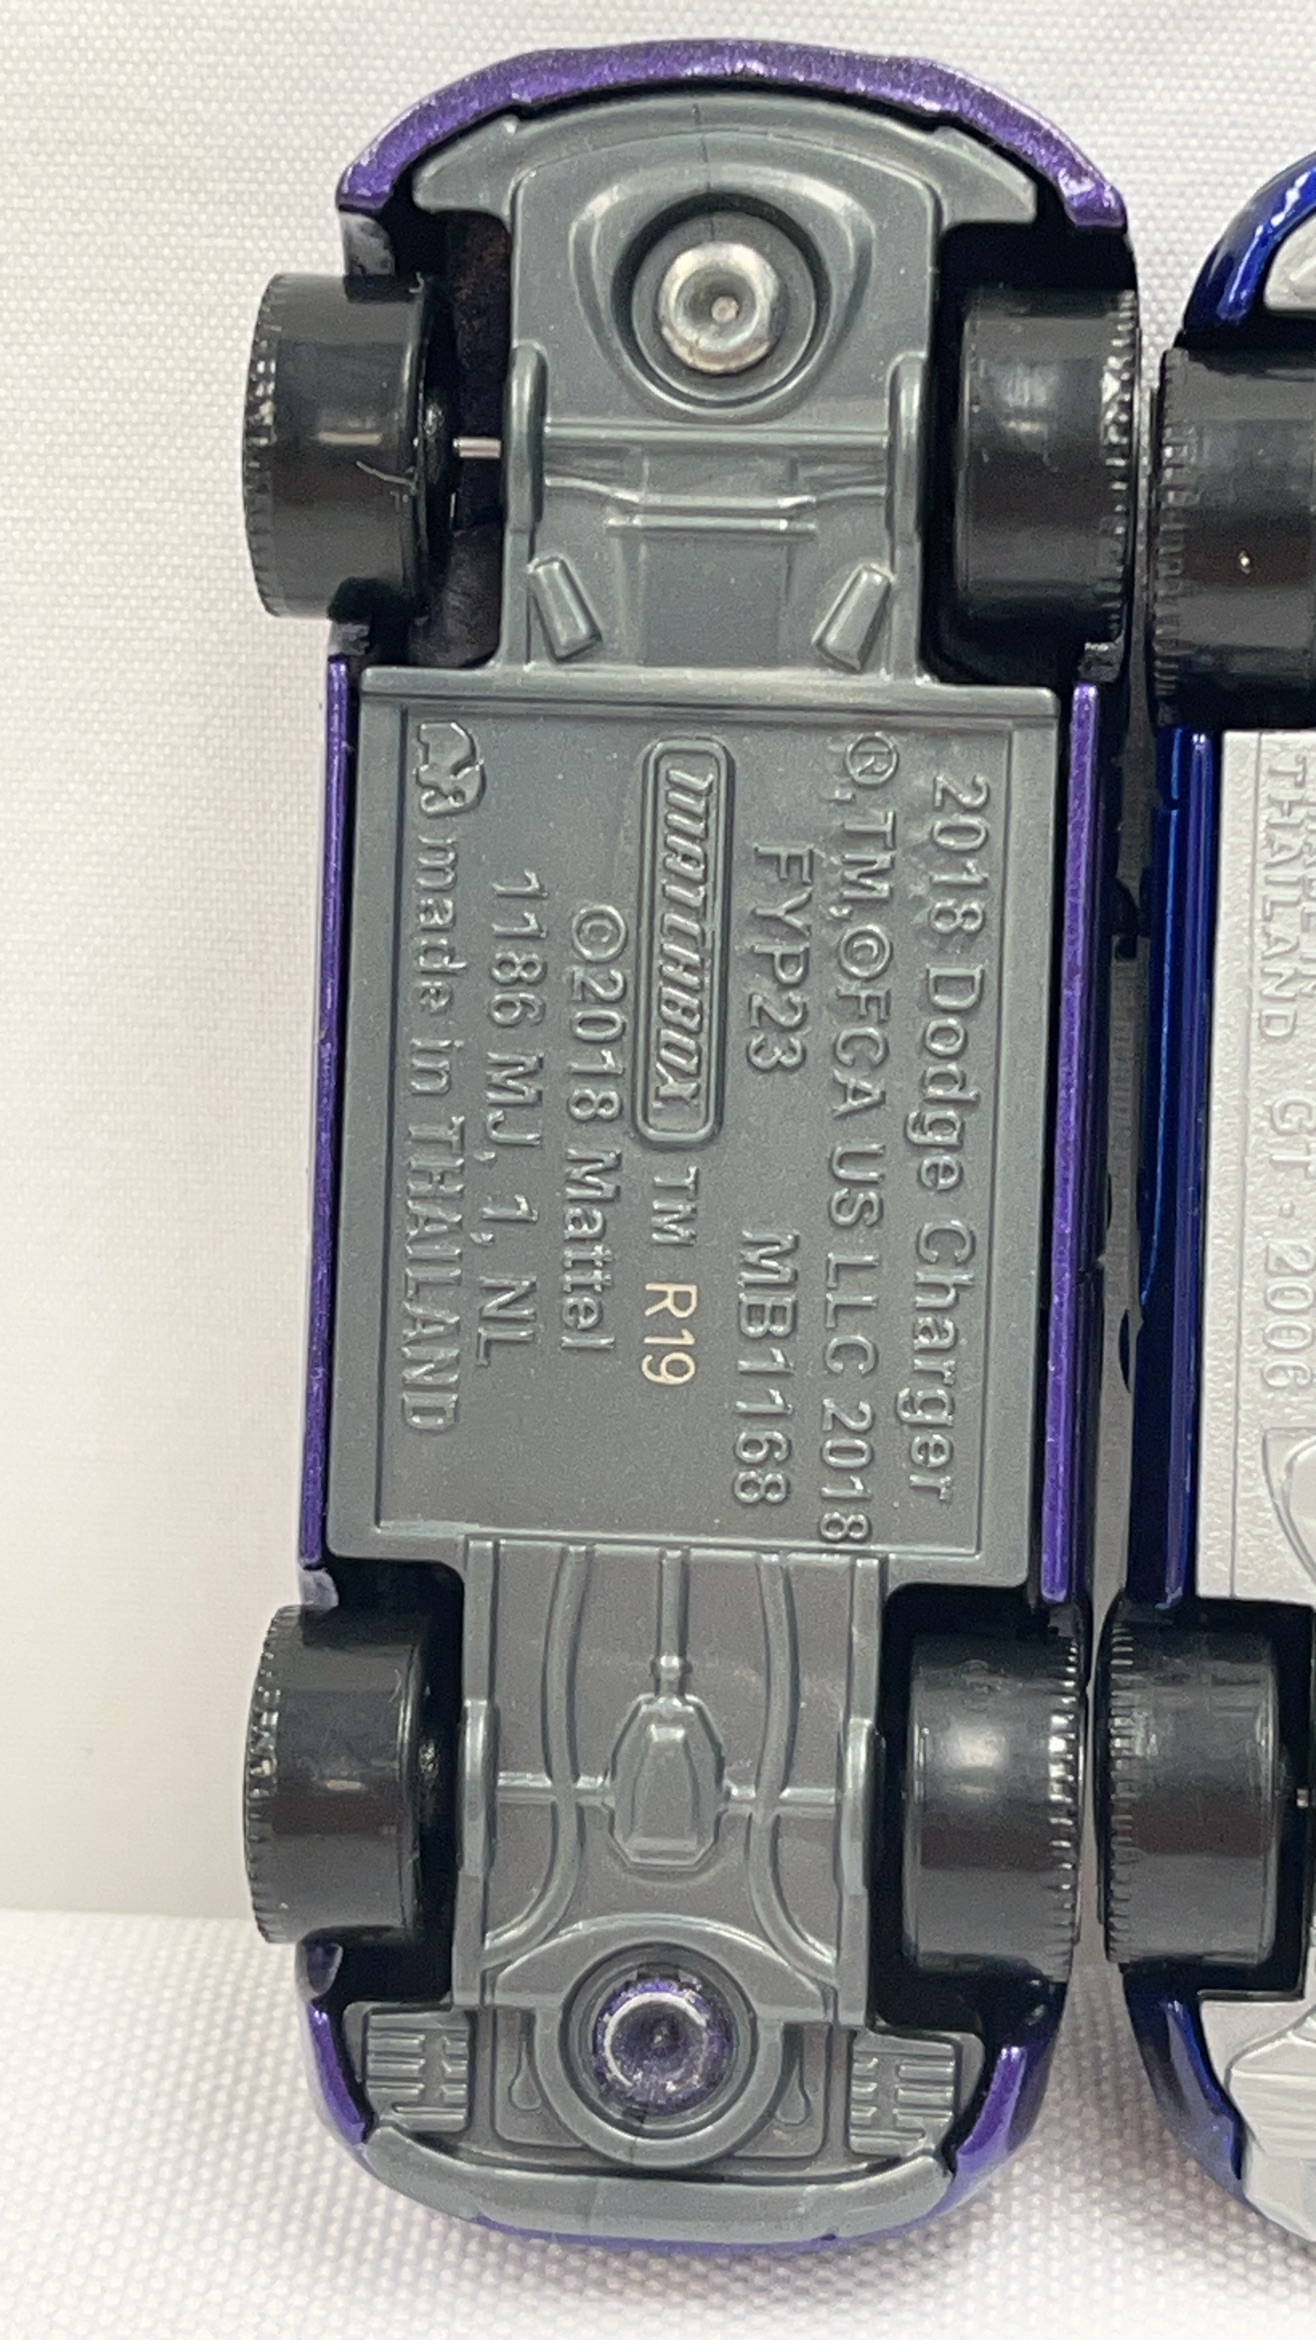 2018 Dodge Charger
®,TM,©FCA US LLC 2018
FYP23 MB1168
MATCHBOX TM R19
©2018 Mattel
1186 MJ, 1, NL
made in THAILAND
THAILAND GT · 2006